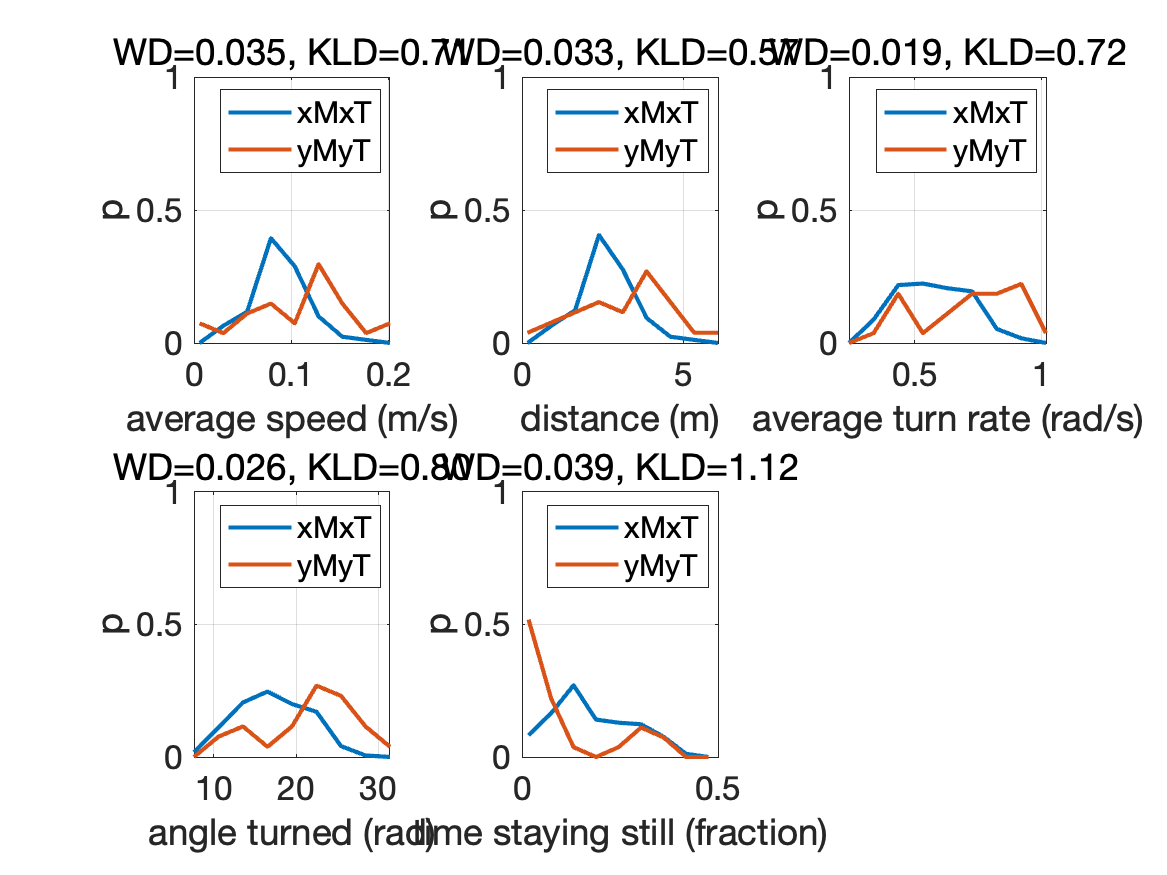 WD=0.035, KLD=0.71
WD=0.033, KLD=0.57
WD=0.019, KLD=0.72
1
xMxT
yMyT
p
0.5
0
0
0.1
0.2
average speed (m/s)
1
xMxT
yMyT
p
0.5
0
0
5
distance (m)
1
xMxT
yMyT
p
0.5
0
0.5
1
average turn rate (rad/s)
WD=0.026, KLD=0.80
WD=0.039, KLD=1.12
1
xMxT
yMyT
p
0.5
0
10
20
30
angle turned (rad)
1
xMxT
yMyT
p
0.5
0
0
0.5
time staying still (fraction)